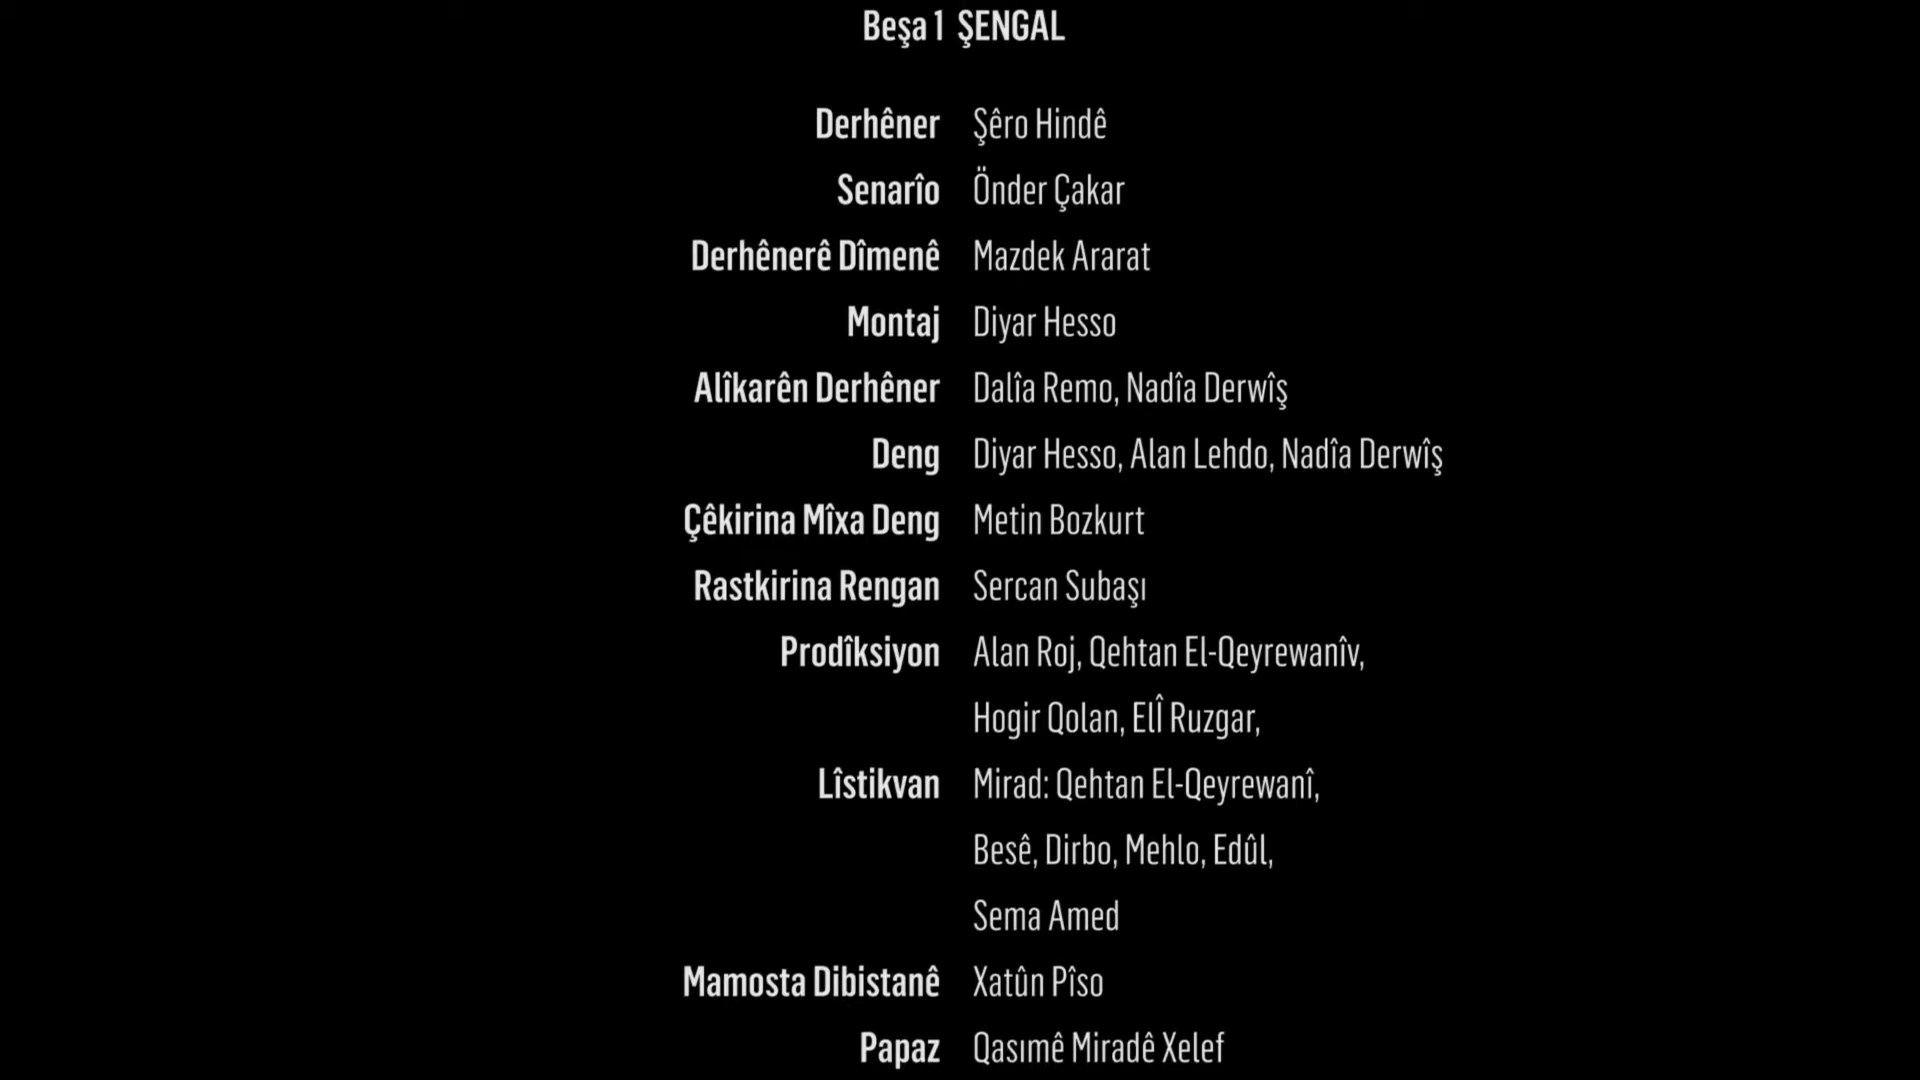 Beşa 1 ŞENGAL
Derhêner Şêro Hindê
Senarîo Önder Çakar
Derhênerê Dîmenê Mazdek Ararat
Montaj Diyar Hesso
Alîkarên Derhêner Dalîa Remo, Nadîa Derwîş
Deng Diyar Hesso, Alan Lehdo, Nadîa Derwîş
Çêkirina Mîxa Deng Metin Bozkurt
Rastkirina Rengan Sercan Subaşı
Prodîksiyon Alan Roj, Qehtan El-Qeyrewanîv,
Hogir Qolan, ElÎ Ruzgar,
Lîstikvan Mirad: Qehtan El-Qeyrewanî,
Besê, Dirbo, Mehlo, Edûl,
Sema Amed
Mamosta Dibistanê Xatûn Pîso
Papaz Qasımê Miradê Xelef